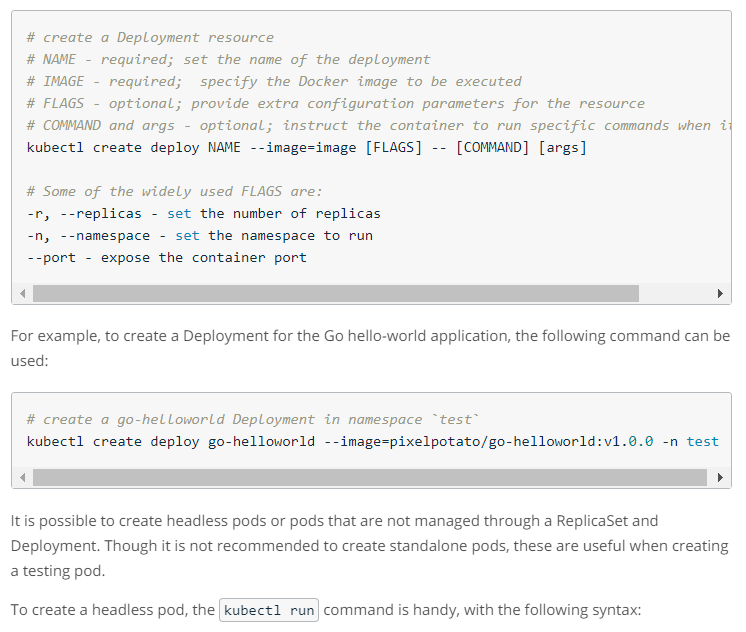 # create a Deployment resource
# NAME - required; set the name of the deployment
# IMAGE - required;  specify the Docker image to be executed
# FLAGS - optional; provide extra configuration parameters for the resource
# COMMAND and args - optional; instruct the container to run specific commands when
kubectl create deploy NAME --image=image [FLAGS] -- [COMMAND] [args]
# Some of the widely used FLAGS are:
-r, --replicas - set the number of replicas
-n, --namespace - set the namespace to run
--port - expose the container port
For example, to create a Deployment for the Go hello-world application, the following command can be
used:
# create a go-helloworld Deployment in namespace `test`
kubectl create deploy go-helloworld --image=pixelpotato/go-helloworld:v1.0.0 -n test
It is possible to create headless pods or pods that are not managed through a ReplicaSet and
Deployment. Though it is not recommended to create standalone pods, these are useful when creating
a testing pod.
To create a headless pod, the kubectl run command is handy, with the following syntax: